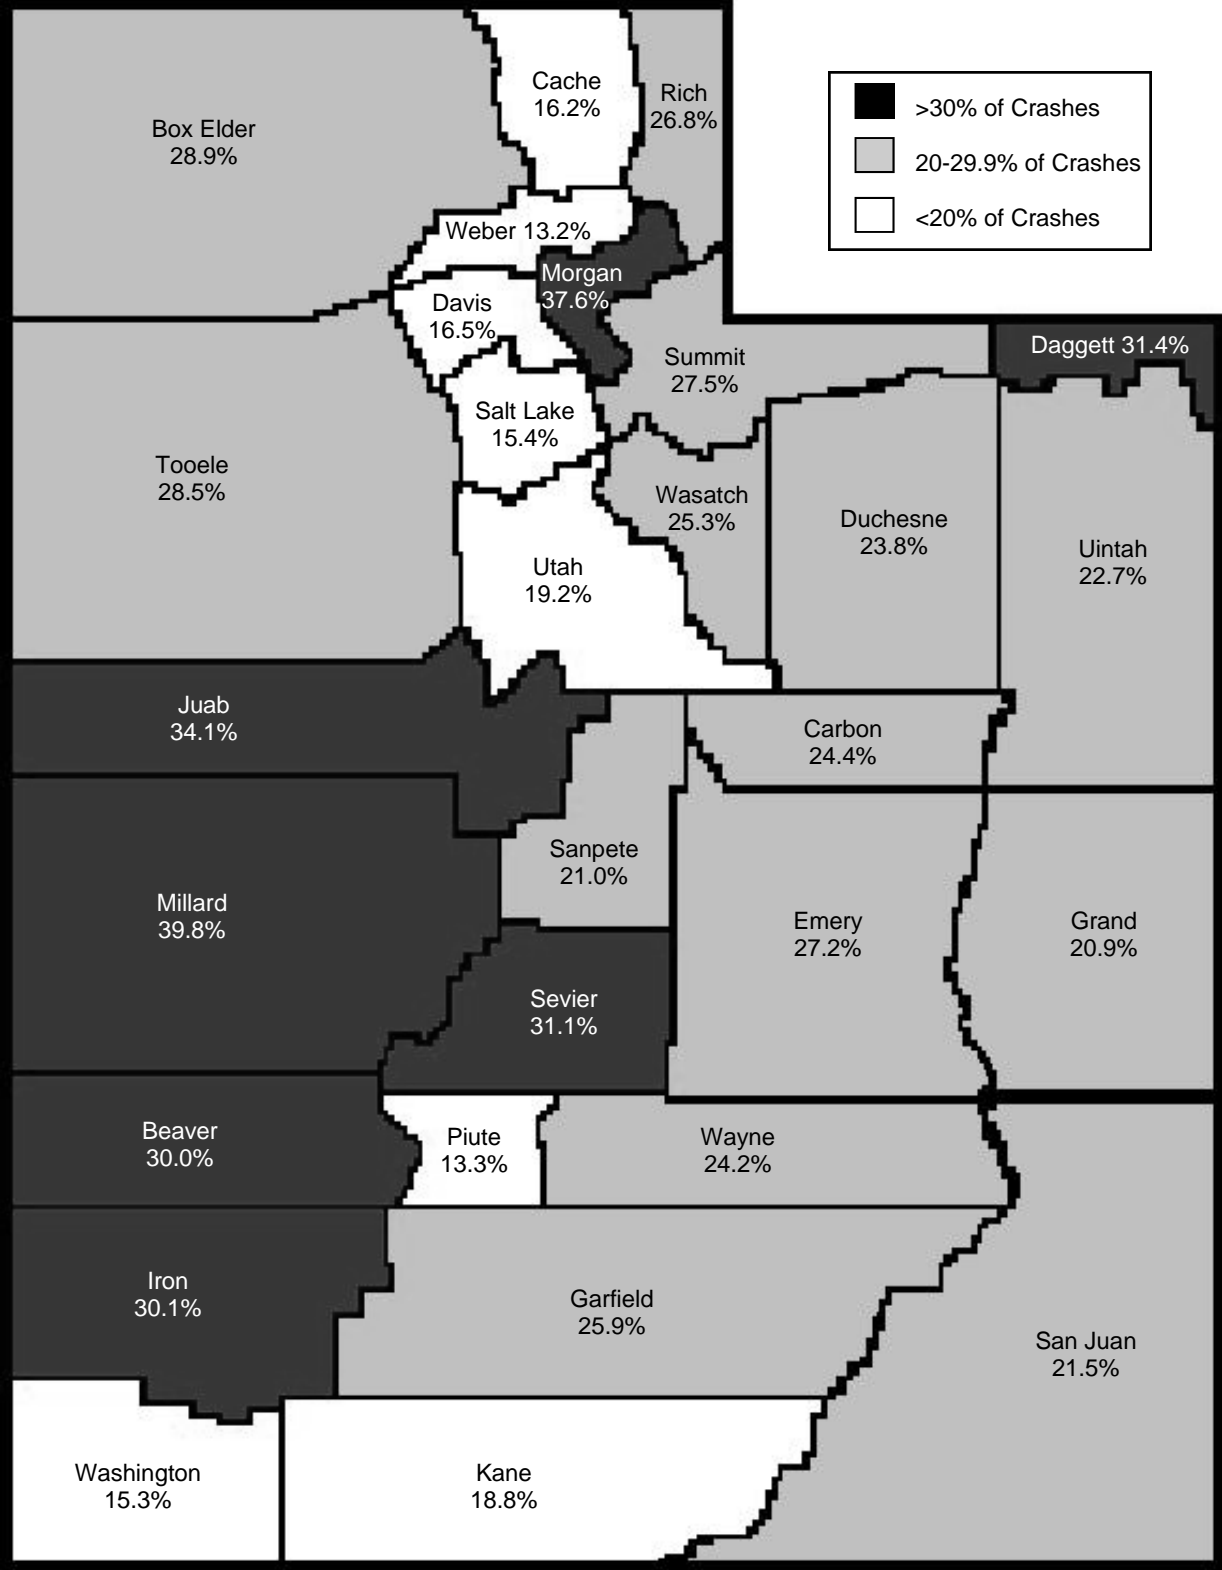 Cache
16.2%
Rich
26.8%
>30% of Crashes
20-29.9% of Crashes
<20% of Crashes
Box Elder
28.9%
Weber 13.2%
Morgan
37.6%
Davis
16.5%
Summit
27.5%
Daggett 31.4%
Salt Lake
15.4%
Tooele
28.5%
Wasatch
25.3%
Duchesne
23.8%
Uintah
22.7%
Utah
19.2%
Juab
34.1%
Carbon
24.4%
Sanpete
21.0%
Millard
39.8%
Emery
27.2%
Grand
20.9%
Sevier
31.1%
Beaver
30.0%
Piute
13.3%
Wayne
24.2%
Iron
30.1%
Garfield
25.9%
San Juan
21.5%
Washington
15.3%
Kane
18.8%